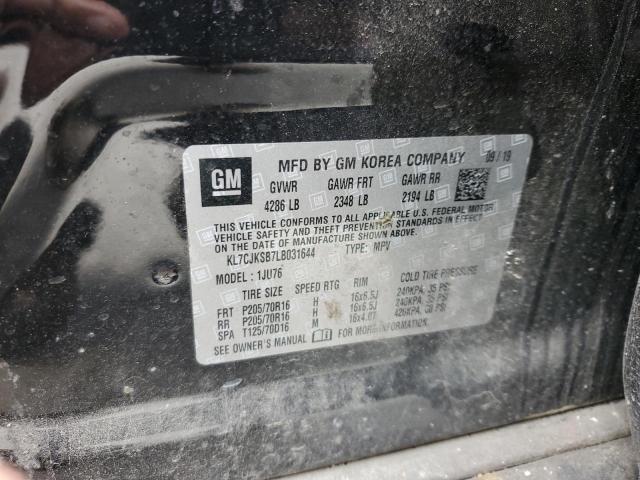 GM
MFD BY GM KOREA COMPANY 09/19
GVWR GAWR FRT GAWR RR
4286 LB 2348 LB 2194 LB
THIS VEHICLE CONFORMS TO ALL APPLICABLE U.S. FEDERAL MOTOR
VEHICLE SAFETY AND THEFT PREVENTION STANDARDS IN EFFECT
ON THE DATE OF MANUFACTURE SHOWN ABOVE.
KL7CJKSB7LB031644 TYPE: MPV
MODEL: 1JU76
TIRE SIZE SPEED RTG RIM COLD TIRE PRESSURE
FRT P205/70R16 H 16x6.5J 240KPA, 35 PSI
RR P205/70R16 H 16x6.5J 240KPA, 35 PSI
SPA T125/70D16 M 16x4.0T 420KPA, 60 PSI
SEE OWNER'S MANUAL FOR MORE INFORMATION.